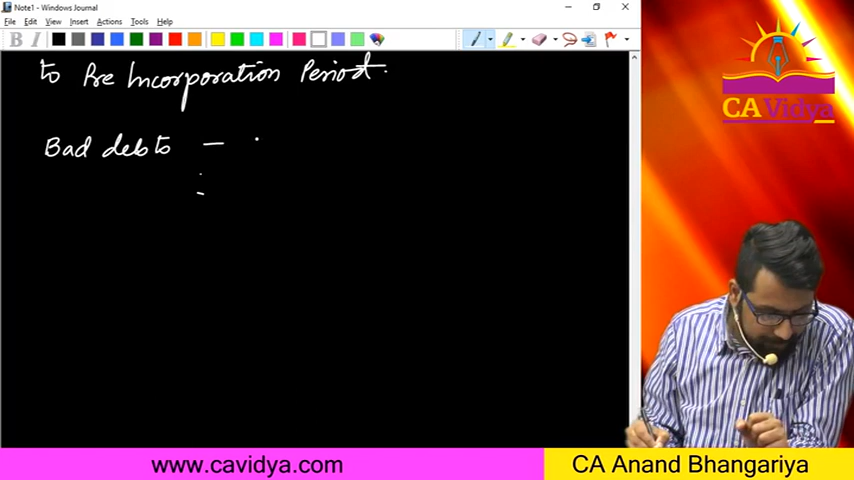 Note1 - Windows Journal
File Edit View Insert Actions Tools Help
B I
to Pre Incorporation Period.
Bad debts -
CA Vidya
www.cavidya.com
CA Anand Bhangariya